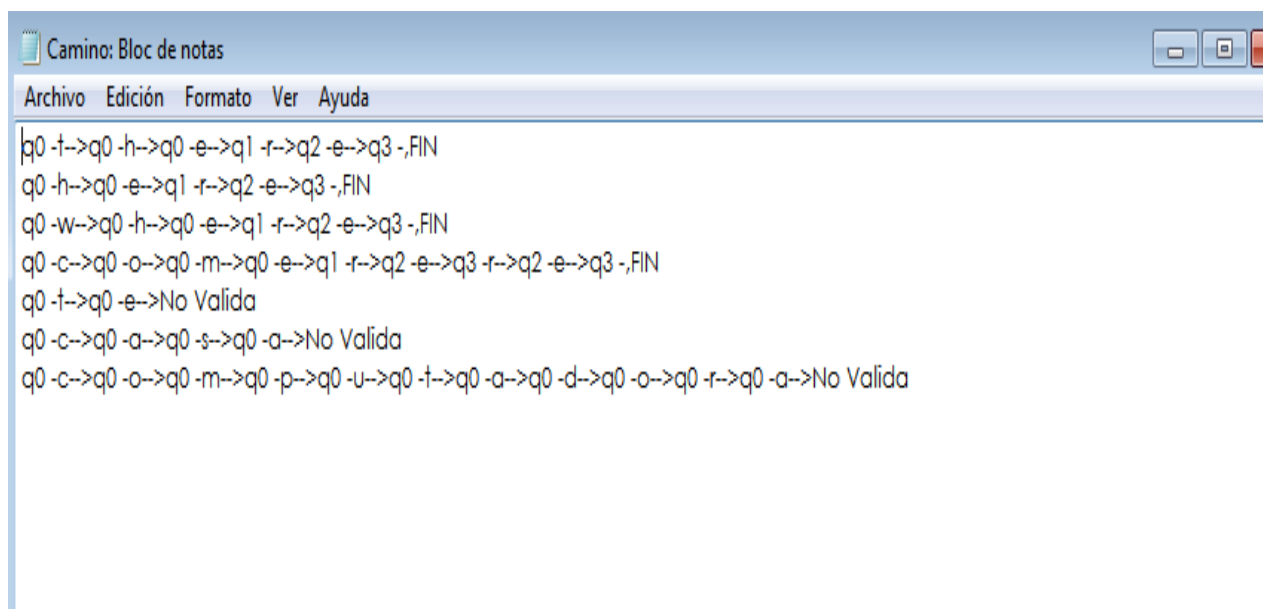 Camino: Bloc de notas
Archivo Edición Formato Ver Ayuda
q0 -t-->q0 -h-->q0 -e-->q1 -r-->q2 -e-->q3 -,FIN
q0 -h-->q0 -e-->q1 -r-->q2 -e-->q3 -,FIN
q0 -w-->q0 -h-->q0 -e-->q1 -r-->q2 -e-->q3 -,FIN
q0 -c-->q0 -o-->q0 -m-->q0 -e-->q1 -r-->q2 -e-->q3 -r-->q2 -e-->q3 -,FIN
q0 -t-->q0 -e-->No Valida
q0 -c-->q0 -a-->q0 -s-->q0 -a-->No Valida
q0 -c-->q0 -o-->q0 -m-->q0 -p-->q0 -u-->q0 -t-->q0 -a-->q0 -d-->q0 -o-->q0 -r-->q0 -a-->No Valida